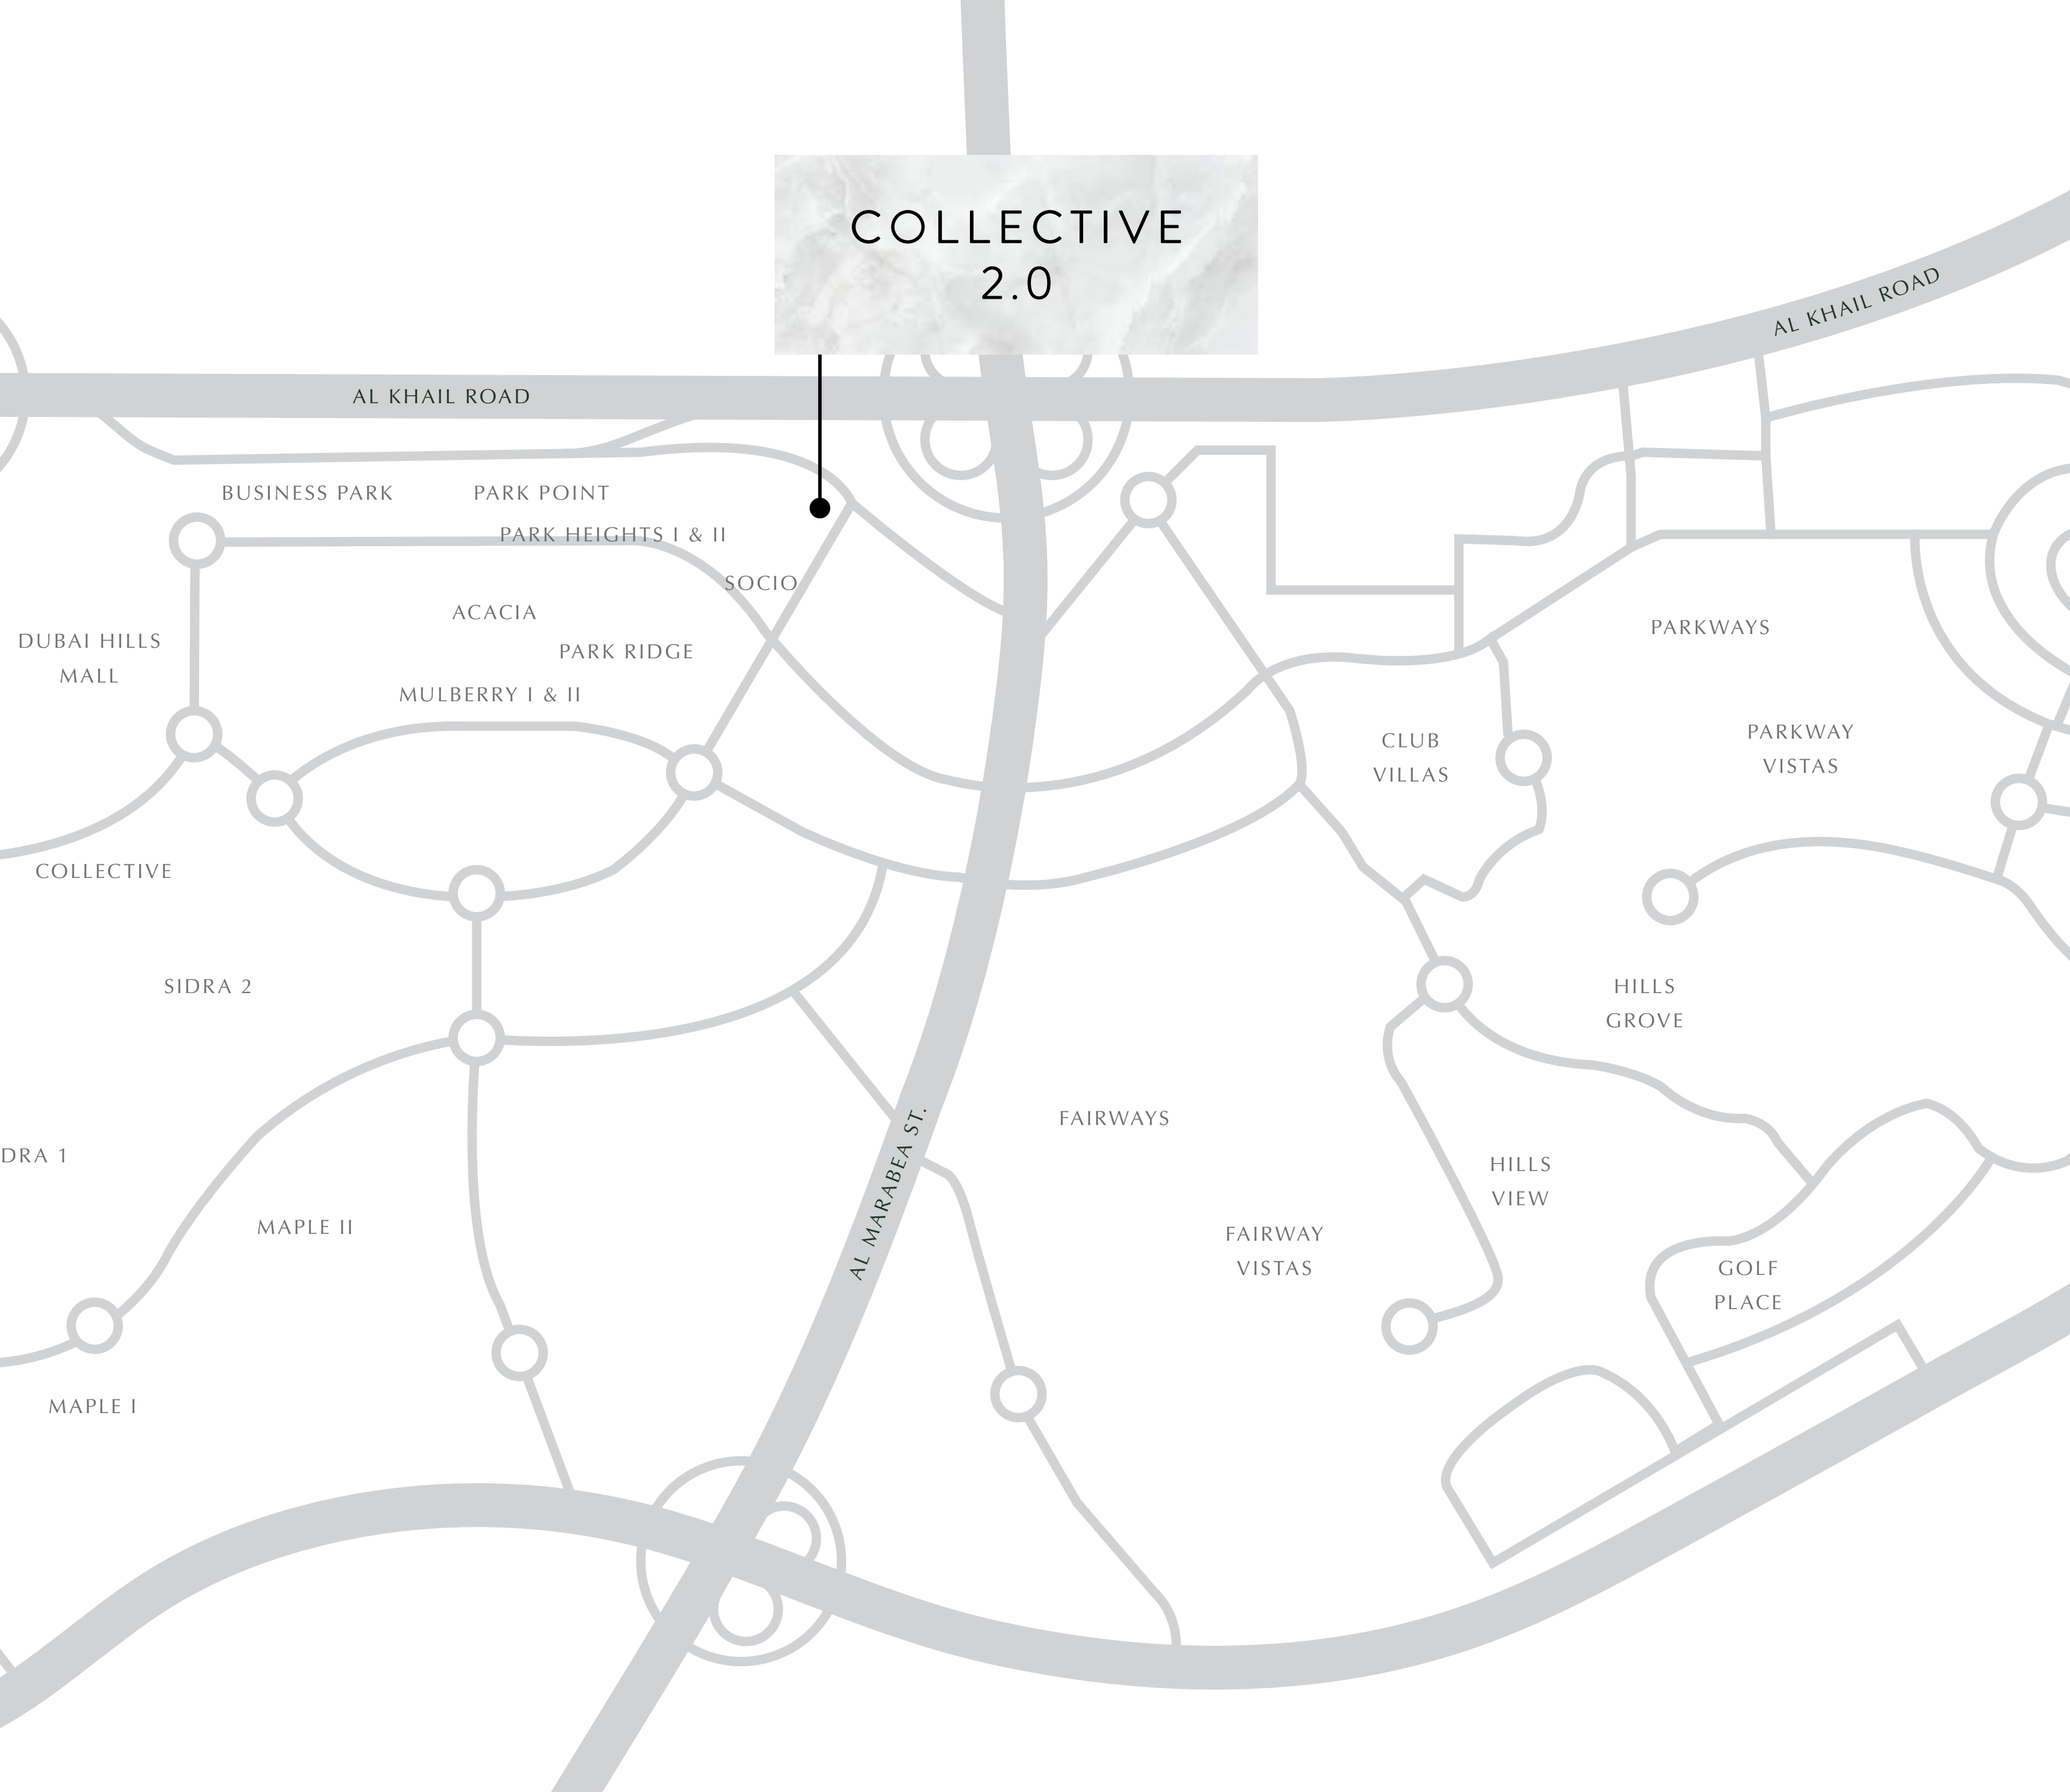 COLLECTIVE
2.0
AL KHAIL ROAD
AL KHAIL ROAD
BUSINESS PARK
PARK POINT
PARK HEIGHTS I & II
SOCIO
ACACIA
PARK RIDGE
MULBERRY I & II
DUBAI HILLS
MALL
PARKWAYS
CLUB
VILLAS
PARKWAY
VISTAS
COLLECTIVE
SIDRA 2
HILLS
GROVE
FAIRWAYS
AL MARABEA ST.
DRA 1
HILLS
VIEW
MAPLE II
FAIRWAY
VISTAS
GOLF
PLACE
MAPLE I